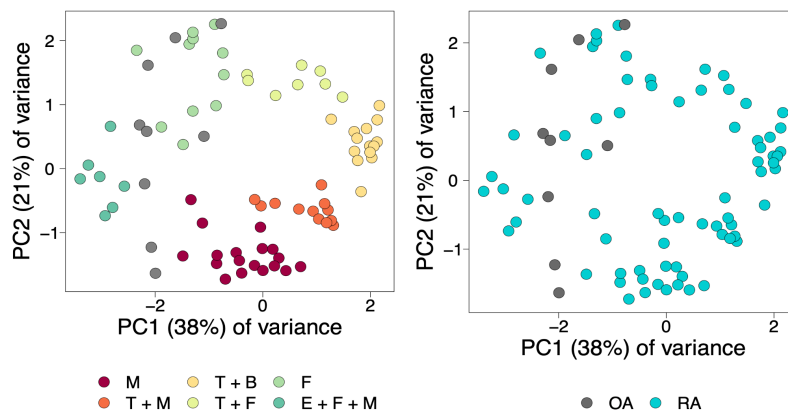 2
1
0
−1
PC2 (21%) of variance
−2
0
2
PC1 (38%) of variance
M
T + B
F
T + M
T + F
E + F + M
2
1
0
−1
PC2 (21%) of variance
−2
0
2
PC1 (38%) of variance
OA
RA